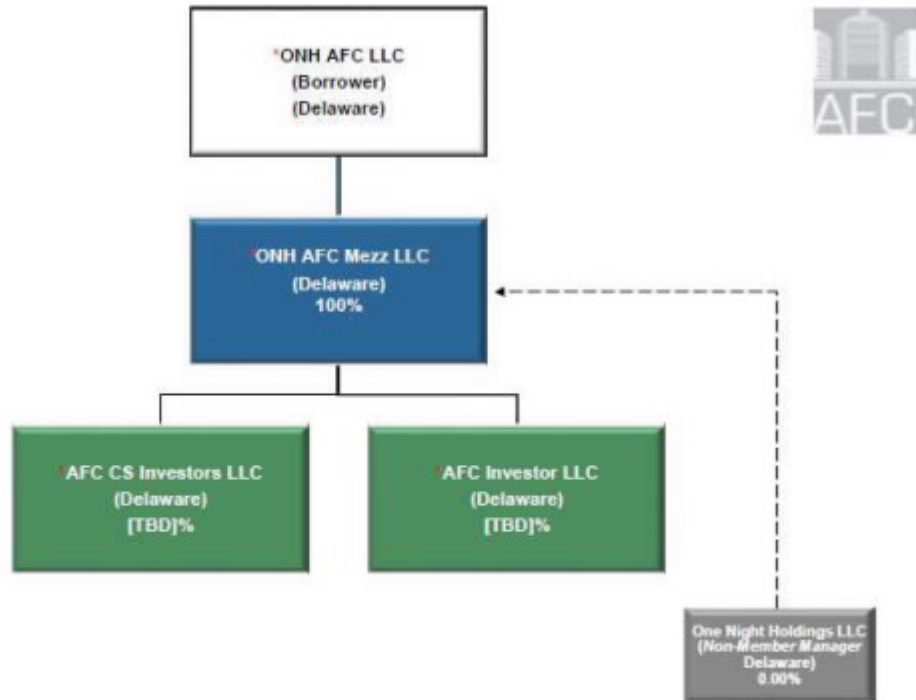 *ONH AFC LLC
(Borrower)
(Delaware)
AFC
*ONH AFC Mezz LLC
(Delaware)
100%
*AFC CS Investors LLC
(Delaware)
[TBD]%
*AFC Investor LLC
(Delaware)
[TBD]%
One Night Holdings LLC
(Non-Member Manager
Delaware)
0.00%